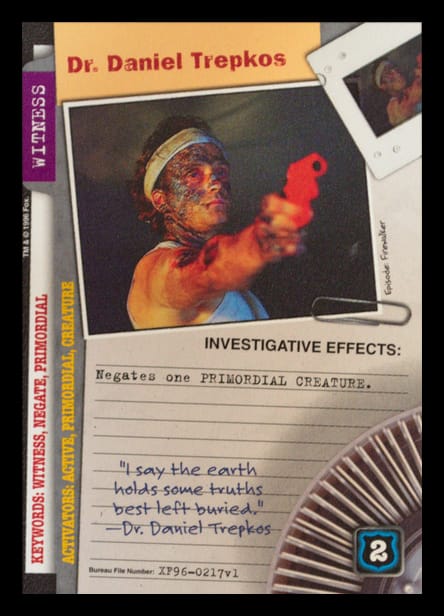 Dr. Daniel Trepkos
WITNESS
TM & © 1996 Fox.
KEYWORDS: WITNESS, NEGATE, PRIMORDIAL
ACTIVATORS: ACTIVE, PRIMORDIAL, CREATURE
Episode: Firewalker
INVESTIGATIVE EFFECTS:
Negates one PRIMORDIAL CREATURE.
"I say the earth
holds some truths
best left buried."
—Dr. Daniel Trepkos
2
Bureau File Number: XF96-0217v1